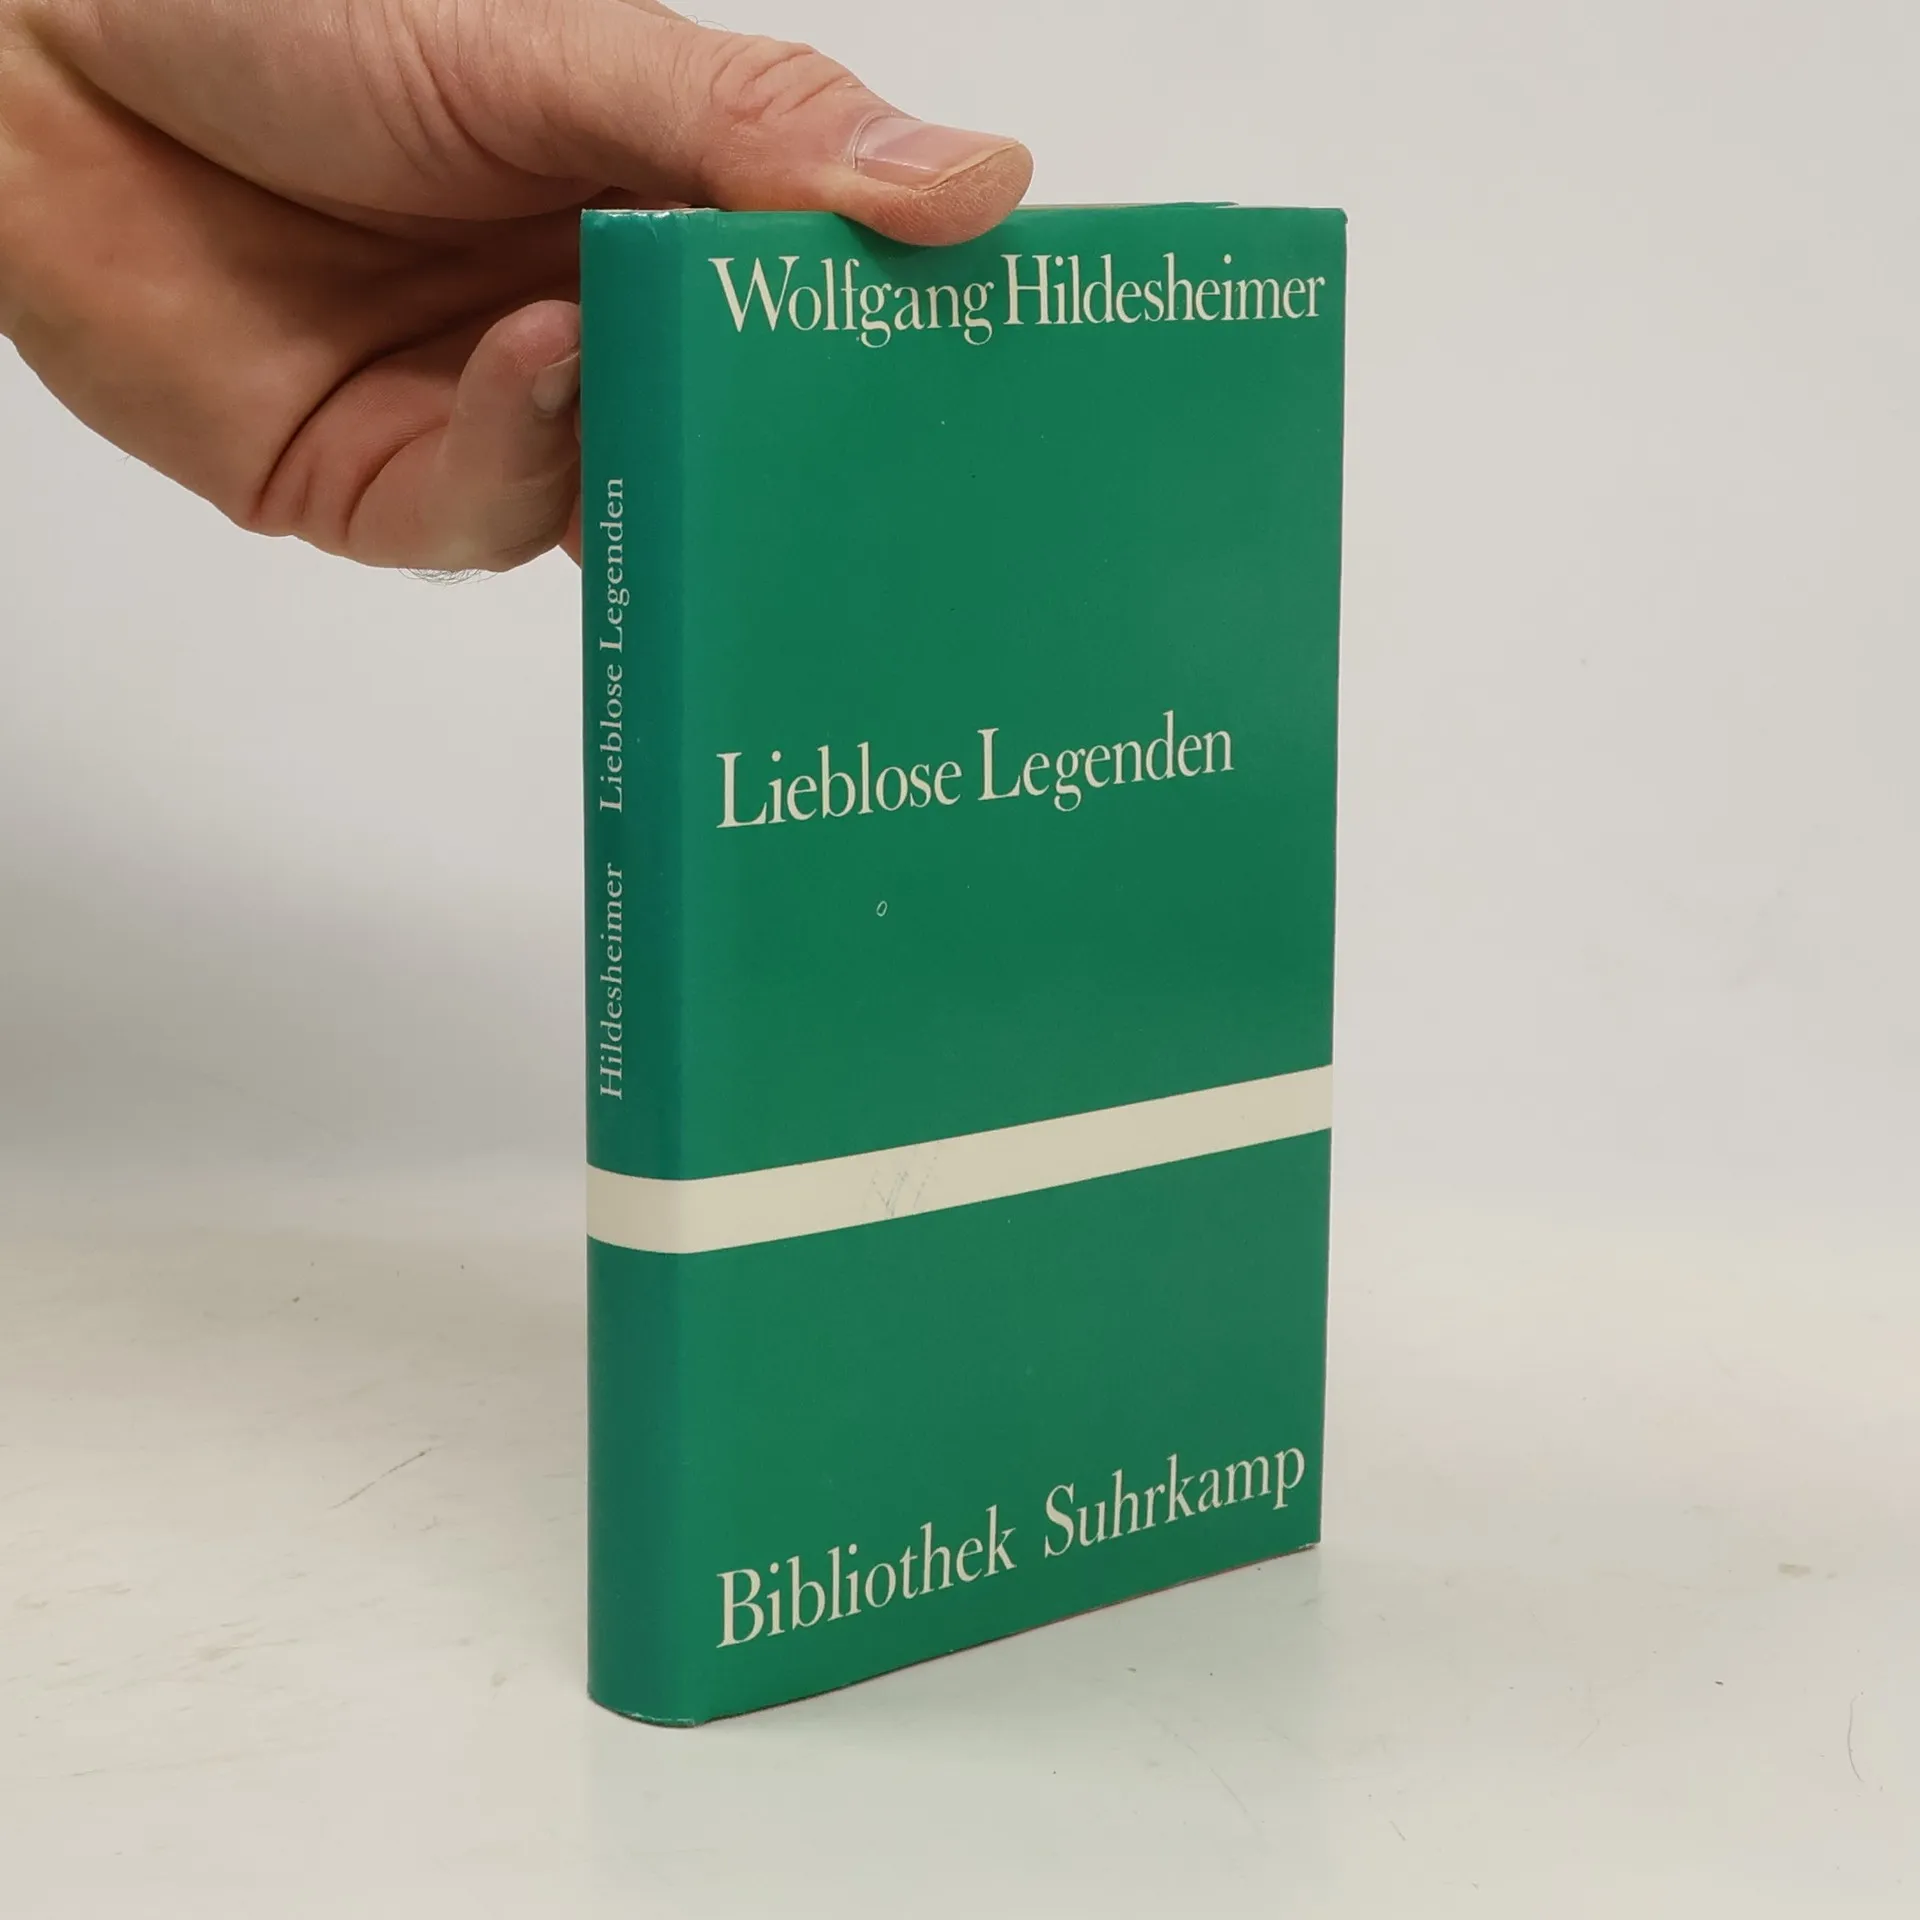 Wolfgang Hildesheimer
Lieblose Legenden
Bibliothek Suhrkamp
Hildesheimer Lieblose Legenden